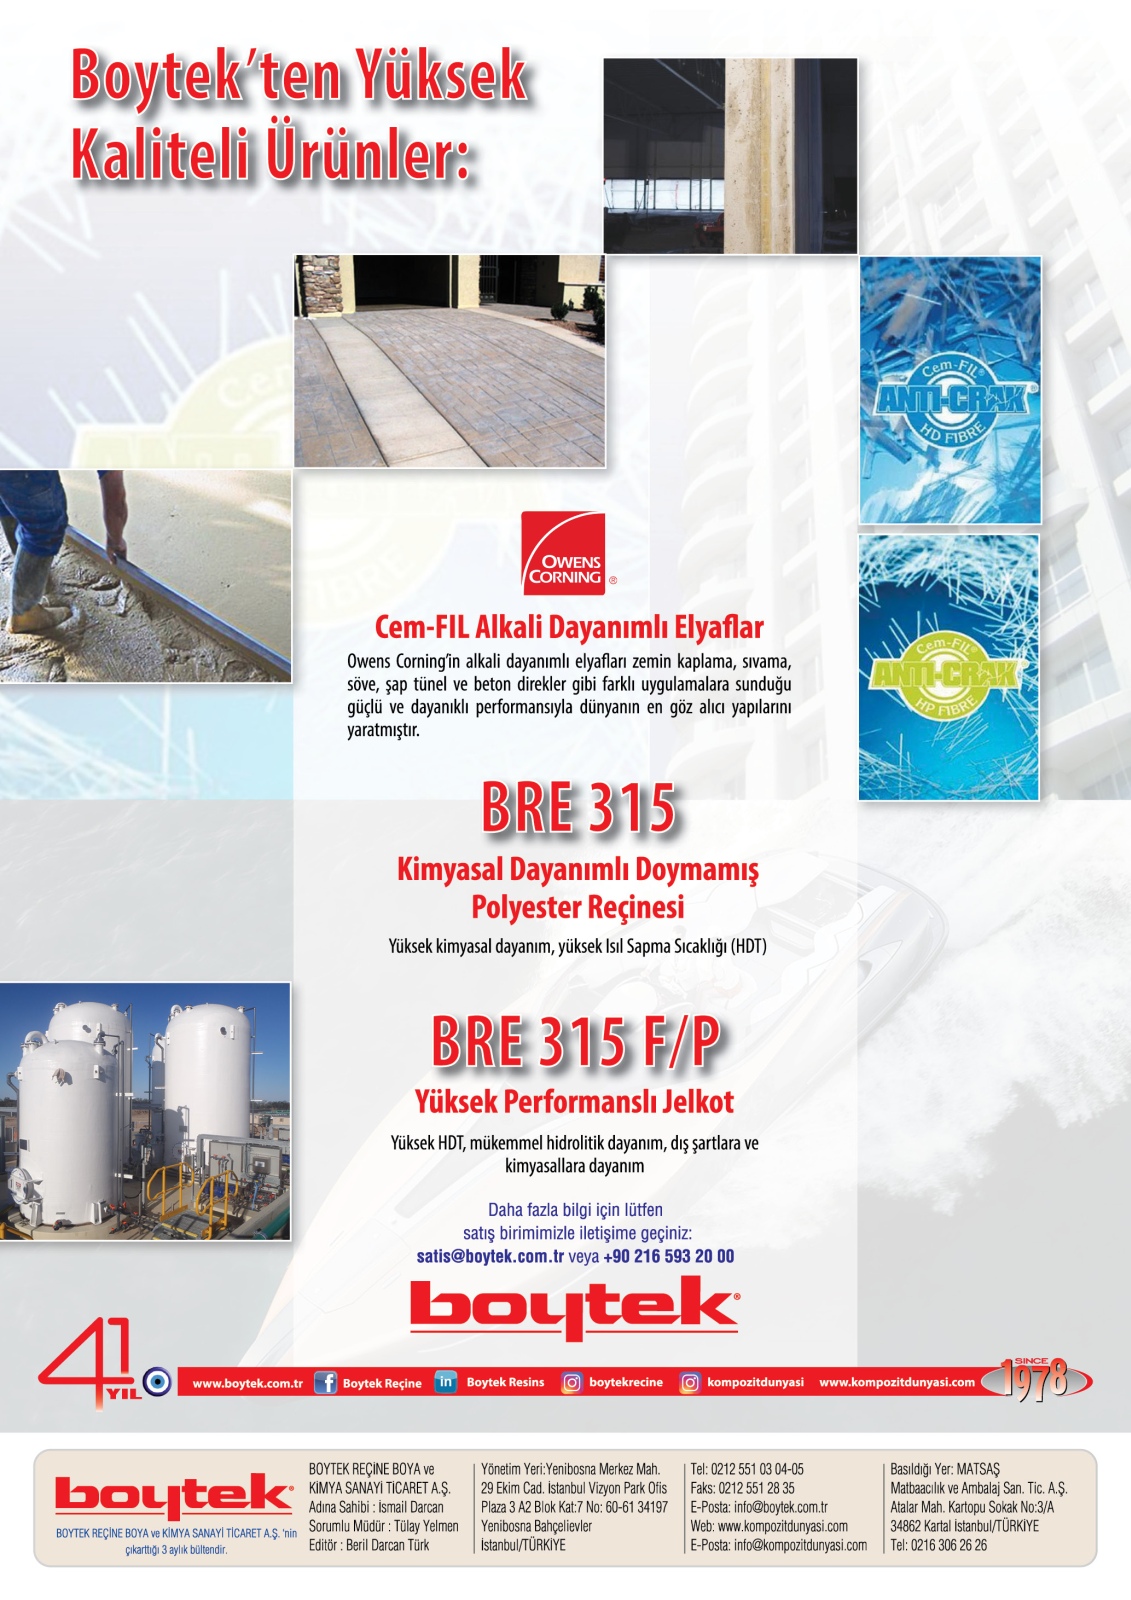 Boytek'ten Yüksek
Kaliteli Ürünler:
Cem-FIL®
ANTI-CRAK®
HD FIBRE
Cem-FIL®
ANTI-CRAK®
HP FIBRE
OWENS
CORNING ®
Cem-FIL Alkali Dayanımlı Elyaflar
Owens Corning'in alkali dayanımlı elyafları zemin kaplama, sıvama,
söve, şap tünel ve beton direkler gibi farklı uygulamalara sunduğu
güçlü ve dayanıklı performansıyla dünyanın en göz alıcı yapılarını
yaratmıştır.
BRE 315
Kimyasal Dayanımlı Doymamış
Polyester Reçinesi
Yüksek kimyasal dayanım, yüksek Isıl Sapma Sıcaklığı (HDT)
BRE 315 F/P
Yüksek Performanslı Jelkot
Yüksek HDT, mükemmel hidrolitik dayanım, dış şartlara ve
kimyasallara dayanım
Daha fazla bilgi için lütfen
satış birimimizle iletişime geçiniz:
satis@boytek.com.tr veya +90 216 593 20 00
boytek®
41 YIL
www.boytek.com.tr Boytek Reçine Boytek Resins boytekrecine kompozitdunyasi www.kompozitdunyasi.com
SINCE
1978
boytek®
BOYTEK REÇİNE BOYA ve KİMYA SANAYİ TİCARET A.Ş. 'nin
çıkarttığı 3 aylık bültendir.
BOYTEK REÇİNE BOYA ve
KİMYA SANAYİ TİCARET A.Ş.
Adına Sahibi : İsmail Darcan
Sorumlu Müdür : Tülay Yelmen
Editör : Beril Darcan Türk
Yönetim Yeri:Yenibosna Merkez Mah.
29 Ekim Cad. İstanbul Vizyon Park Ofis
Plaza 3 A2 Blok Kat:7 No: 60-61 34197
Yenibosna Bahçelievler
İstanbul/TÜRKİYE
Tel: 0212 551 03 04-05
Faks: 0212 551 28 35
E-Posta: info@boytek.com.tr
Web: www.kompozitdunyasi.com
E-Posta: info@kompozitdunyasi.com
Basıldığı Yer: MATSAŞ
Matbaacılık ve Ambalaj San. Tic. A.Ş.
Atalar Mah. Kartopu Sokak No:3/A
34862 Kartal İstanbul/TÜRKİYE
Tel: 0216 306 26 26